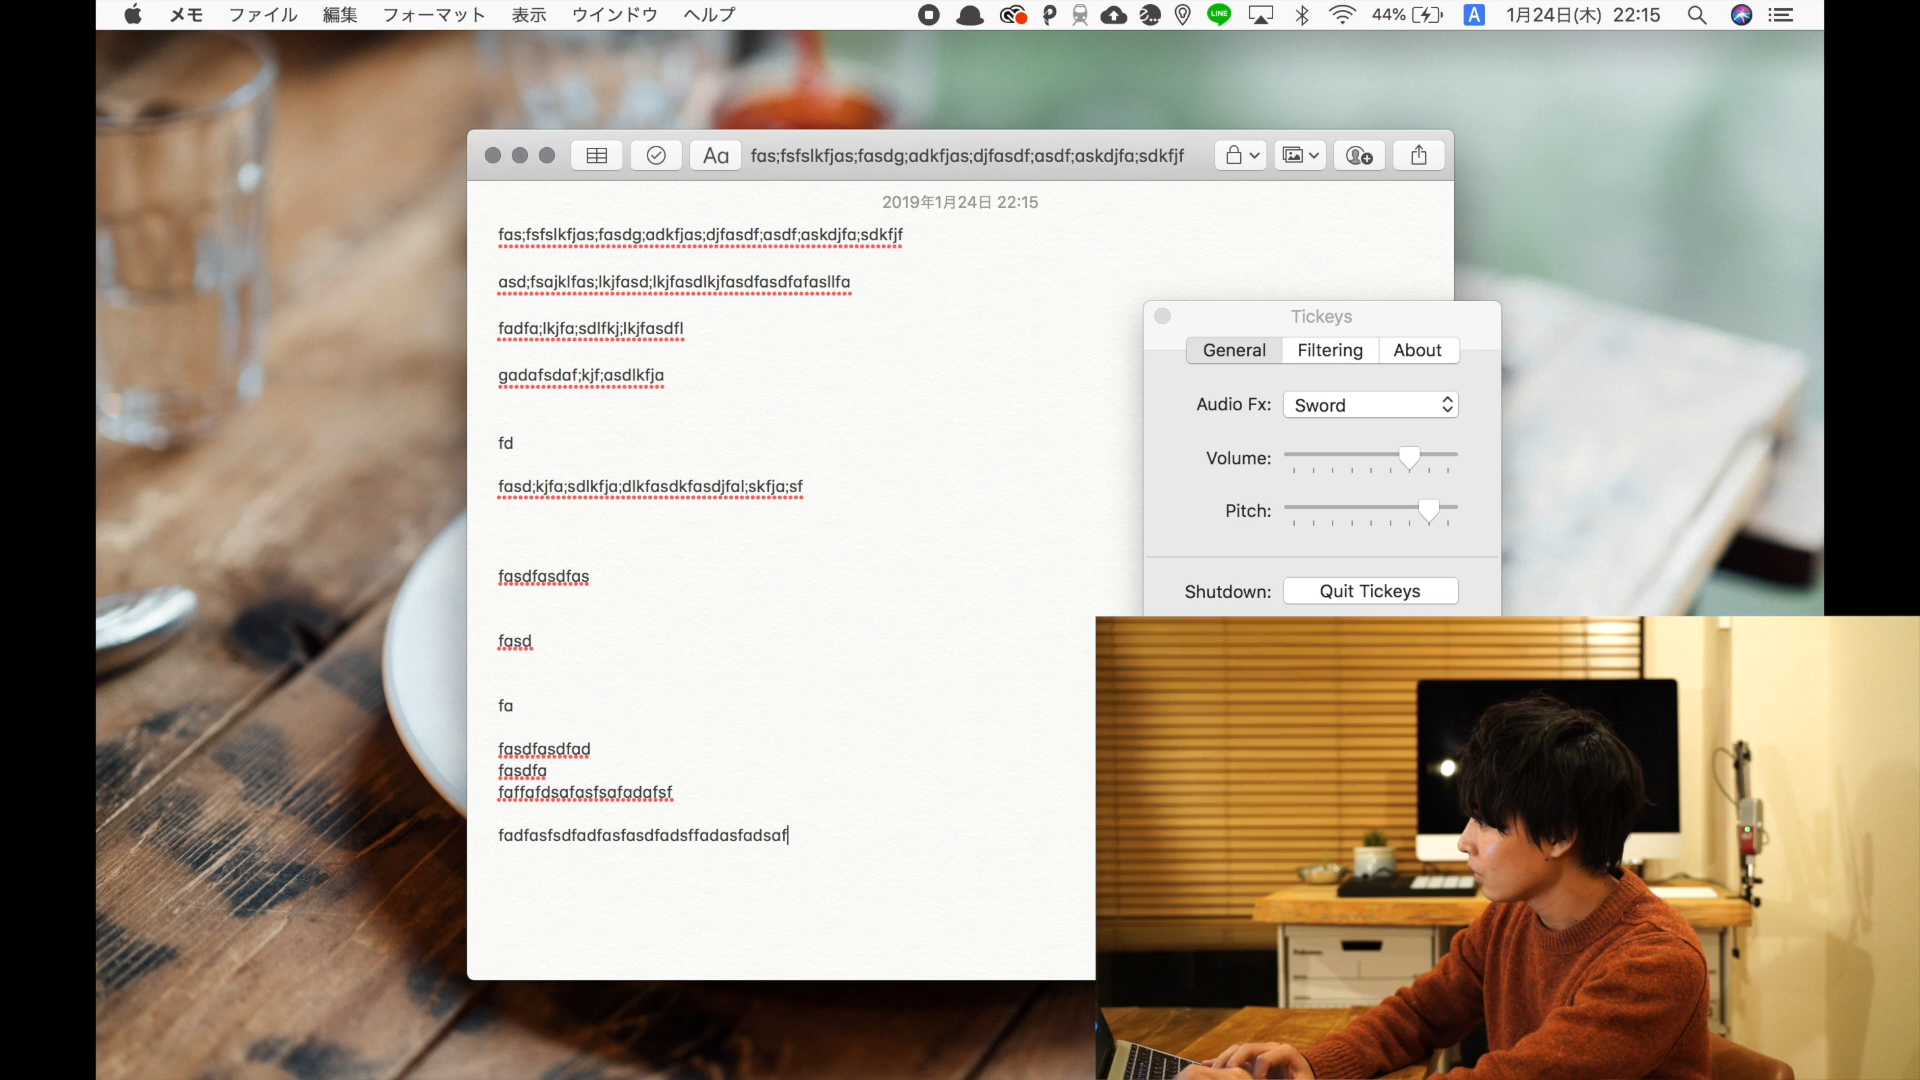 メモ ファイル 編集 フォーマット 表示 ウインドウ ヘルプ LINE 44% A 1月24日(木) 22:15
Aa fas;fsfslkfjas;fasdg;adkfjas;djfasdf;asdf;askdjfa;sdkfjf
2019年1月24日 22:15
fas;fsfslkfjas;fasdg;adkfjas;djfasdf;asdf;askdjfa;sdkfjf
asd;fsajklfas;lkjfasd;lkjfasdlkjfasdfasdfafasllfa
fadfa;lkjfa;sdlfkj;lkjfasdfl
gadafsdaf;kjf;asdlkfja
fd
fasd;kjfa;sdlkfja;dlkfasdkfasdjfal;skfja;sf
fasdfasdfas
fasd
fa
fasdfasdfad
fasdfa
faffafdsafasfsafadafsf
fadfasfsdfadfasfasdfadsffadasfadsaf
Tickeys
General Filtering About
Audio Fx: Sword
Volume:
Pitch:
Shutdown: Quit Tickeys